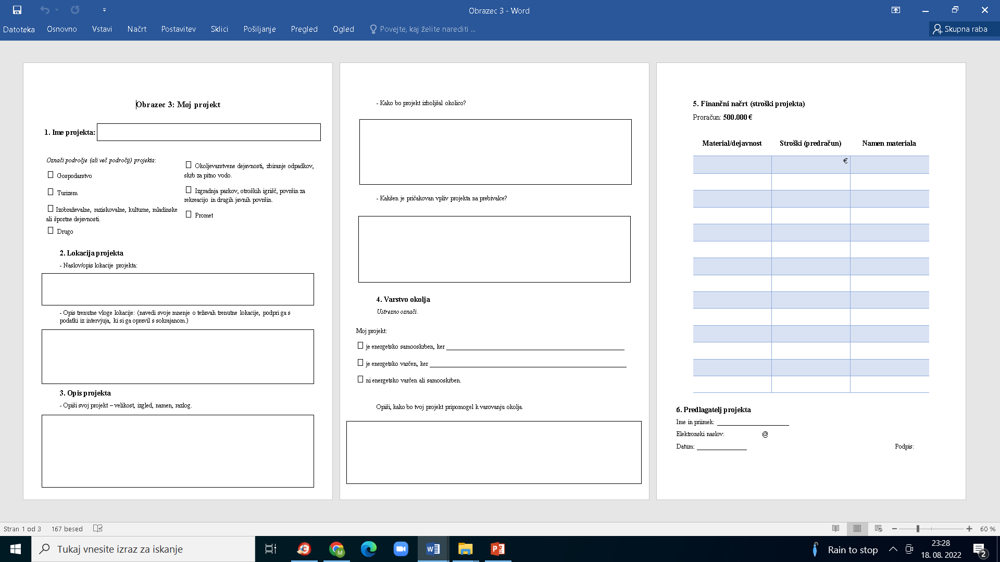 Obrazec 3 - Word
Datoteka Osnovno Vstavi Načrt Postavitev Sklici Pošiljanje Pregled Ogled Povejte, kaj želite narediti ... Skupna raba
Obrazec 3: Moj projekt
1. Ime projekta:
Označi področje (ali več področij) projekta:
Gospodarstvo
Turizem
Izobraževalne, raziskovalne, kulturne, mladinske
ali športne dejavnosti.
Drugo
Okoljevarstvene dejavnosti, zbiranje odpadkov,
skrb za pitno vodo.
Izgradnja parkov, otroških igrišč, površin za
rekreacijo in drugih javnih površin.
Promet
2. Lokacija projekta
- Naslov/opis lokacije projekta:
- Opis trenutne vloge lokacije: (navedi svoje mnenje o težavah trenutne lokacije, podpri ga s
podatki iz intervjuja, ki si ga opravil s sokrajanom.)
3. Opis projekta
- Opiši svoj projekt – velikost, izgled, namen, razlog.
- Kako bo projekt izboljšal okolico?
- Kakšen je pričakovan vpliv projekta na prebivalce?
4. Varstvo okolja
Ustrezno označi.
Moj projekt:
je energetsko samooskrben, ker
je energetsko varčen, ker
ni energetsko varčen ali samooskrben.
Opiši, kako bo tvoj projekt pripomogel k varovanju okolja.
5. Finančni načrt (stroški projekta)
Proračun: 500.000 €
Material/dejavnost Stroški (predračun) Namen materiala
€
6. Predlagatelj projekta
Ime in priimek:
Elektronski naslov: @
Datum: Podpis:
Stran 1 od 3 167 besed 60 %
Tukaj vnesite izraz za iskanje
Rain to stop
23:28
18. 08. 2022
2